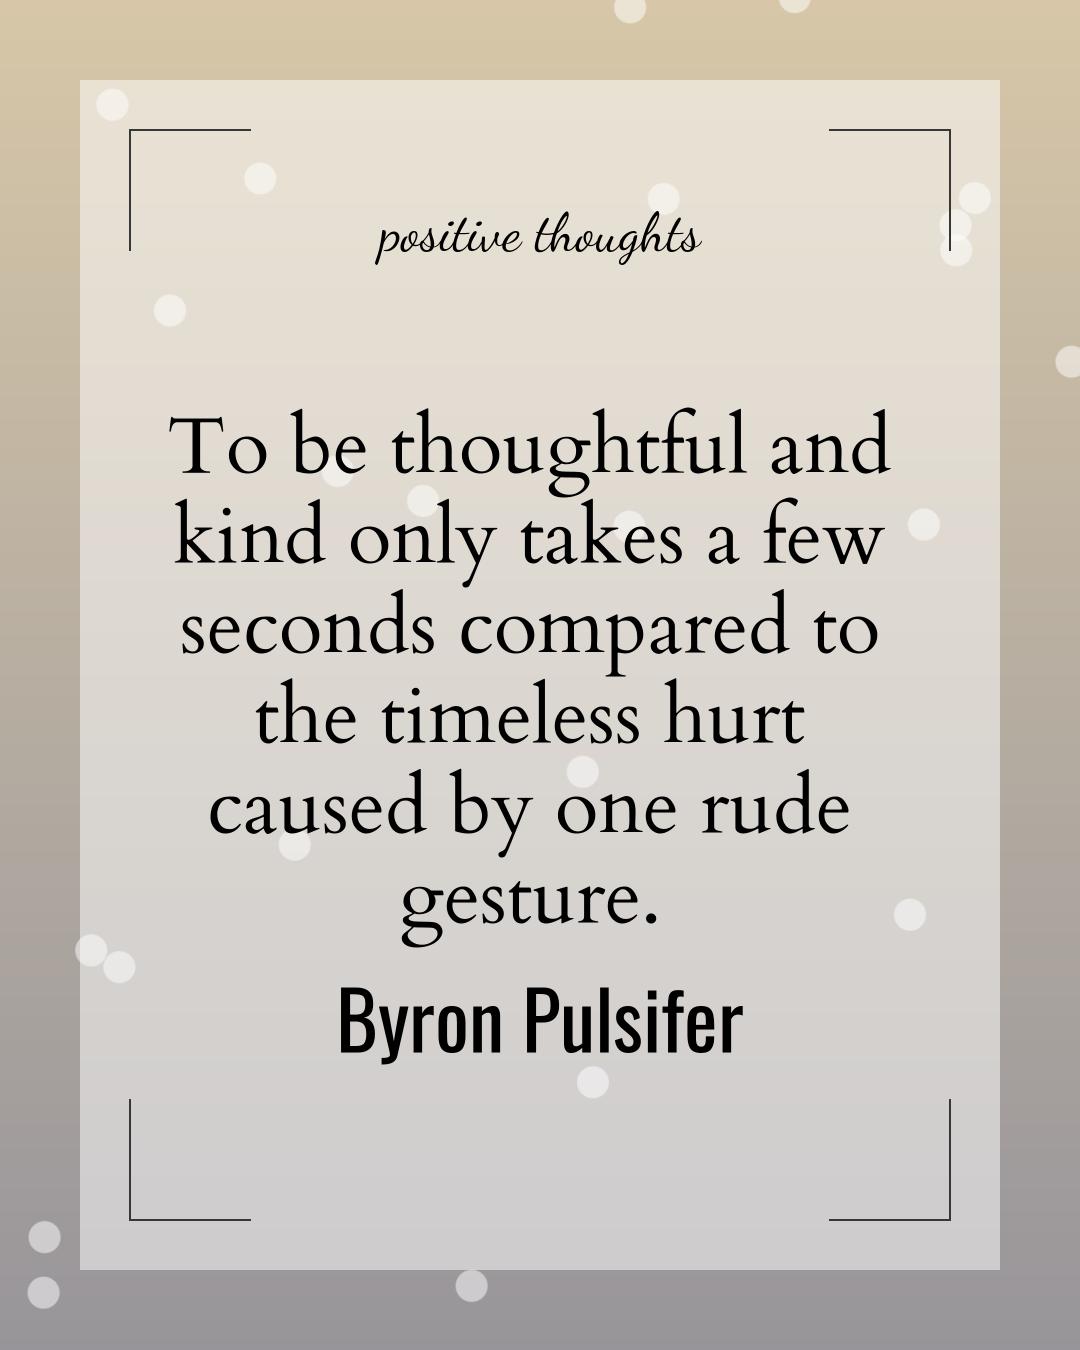 positive thoughts
To be thoughtful and
kind only takes a few
seconds compared to
the timeless hurt
caused by one rude
gesture.
Byron Pulsifer